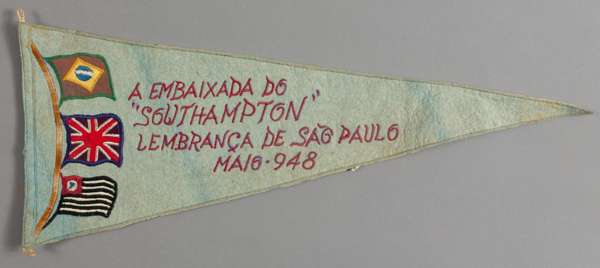 A EMBAIXADA DO
"SOUTHAMPTON"
LEMBRANÇA DE SÃO PAULO
MAIO · 948